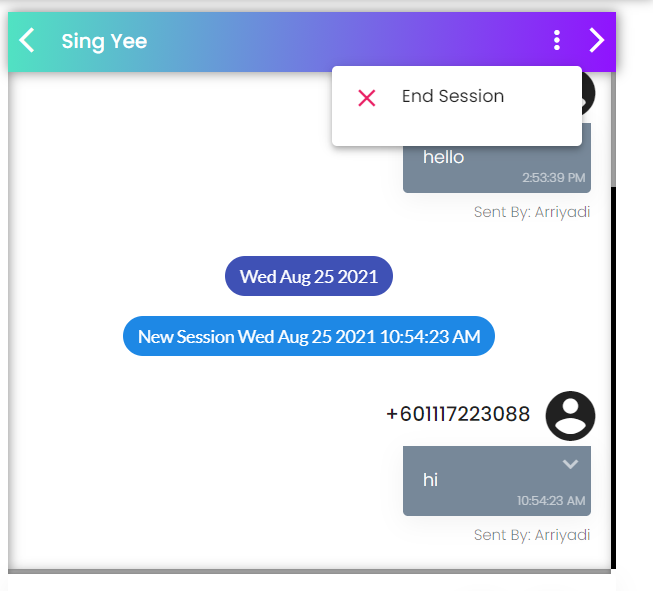 Sing Yee
End Session
hello
2:53:39 PM
Sent By: Arriyadi
Wed Aug 25 2021
New Session Wed Aug 25 2021 10:54:23 AM
+601117223088
hi
10:54:23 AM
Sent By: Arriyadi